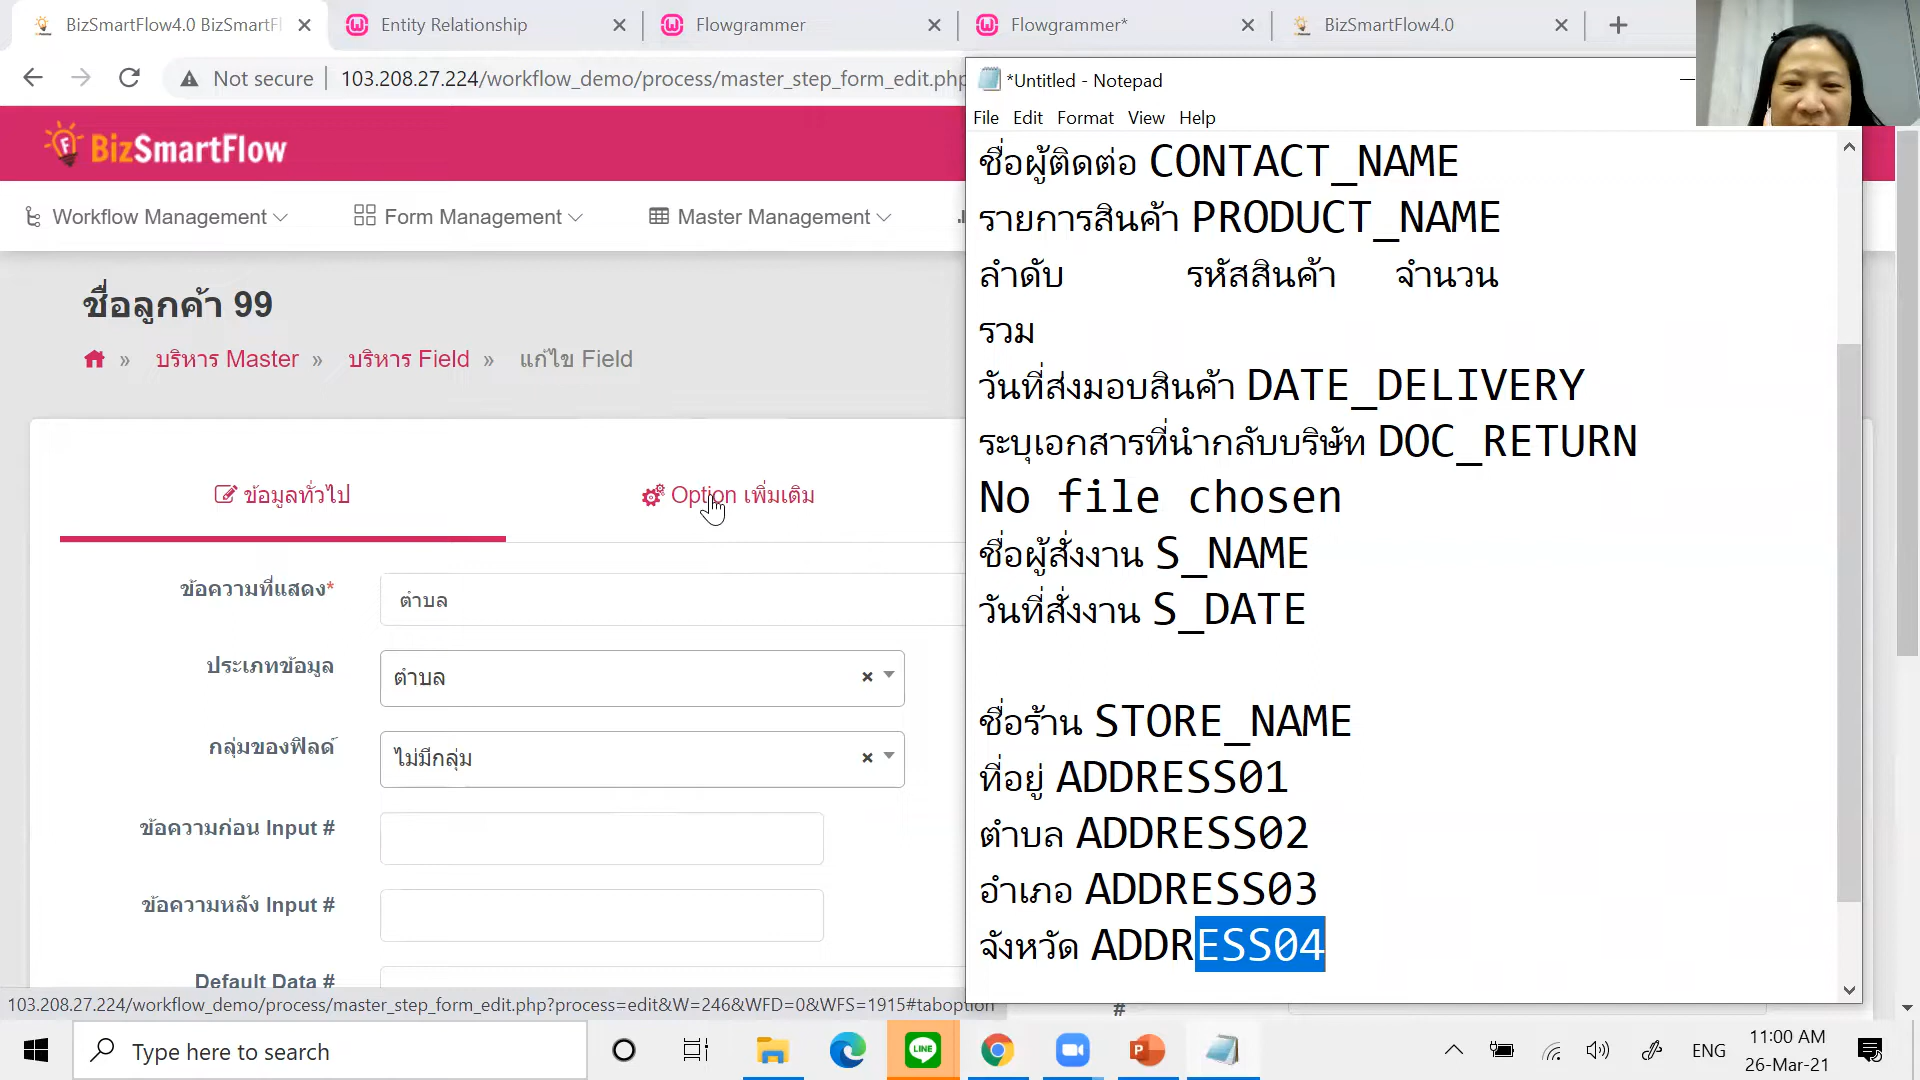 BizSmartFlow4.0 BizSmartFl
Entity Relationship
Flowgrammer
Flowgrammer*
BizSmartFlow4.0
Not secure
103.208.27.224/workflow_demo/process/master_step_form_edit.php
*Untitled - Notepad
File Edit Format View Help
BizSmartFlow
Workflow Management
Form Management
Master Management
ชื่อลูกค้า 99
» บริหาร Master » บริหาร Field » แก้ไข Field
ข้อมูลทั่วไป
Option เพิ่มเติม
ข้อความที่แสดง*
ตำบล
ประเภทข้อมูล
ตำบล
กลุ่มของฟิลด์
ไม่มีกลุ่ม
ข้อความก่อน Input #
ข้อความหลัง Input #
Default Data #
ชื่อผู้ติดต่อ CONTACT_NAME
รายการสินค้า PRODUCT_NAME
ลำดับ รหัสสินค้า จำนวน
รวม
วันที่ส่งมอบสินค้า DATE_DELIVERY
ระบุเอกสารที่นำกลับบริษัท DOC_RETURN
No file chosen
ชื่อผู้สั่งงาน S_NAME
วันที่สั่งงาน S_DATE
ชื่อร้าน STORE_NAME
ที่อยู่ ADDRESS01
ตำบล ADDRESS02
อำเภอ ADDRESS03
จังหวัด ADDRESS04
103.208.27.224/workflow_demo/process/master_step_form_edit.php?process=edit&W=246&WFD=0&WFS=1915#taboption
#
Type here to search
LINE
ENG
11:00 AM
26-Mar-21